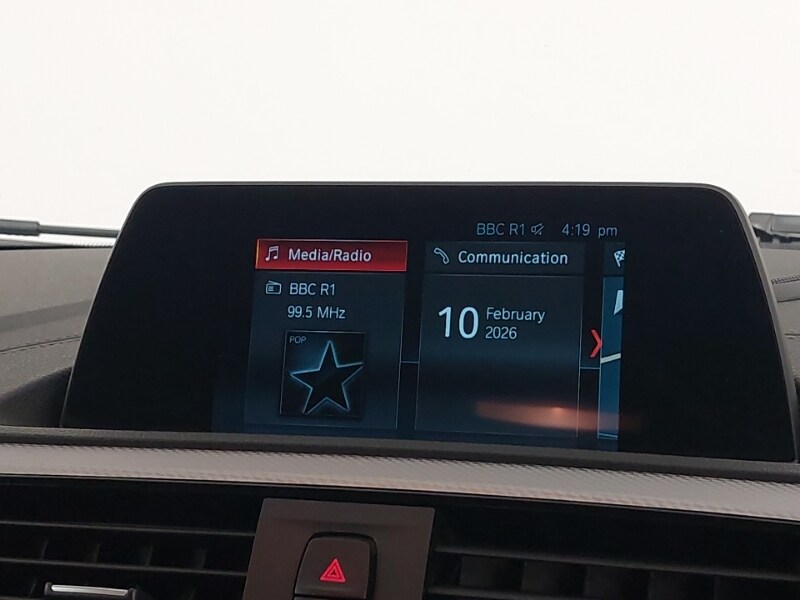 BBC R1 4:19 pm
Media/Radio
BBC R1
99.5 MHz
POP
Communication
10 February
2026